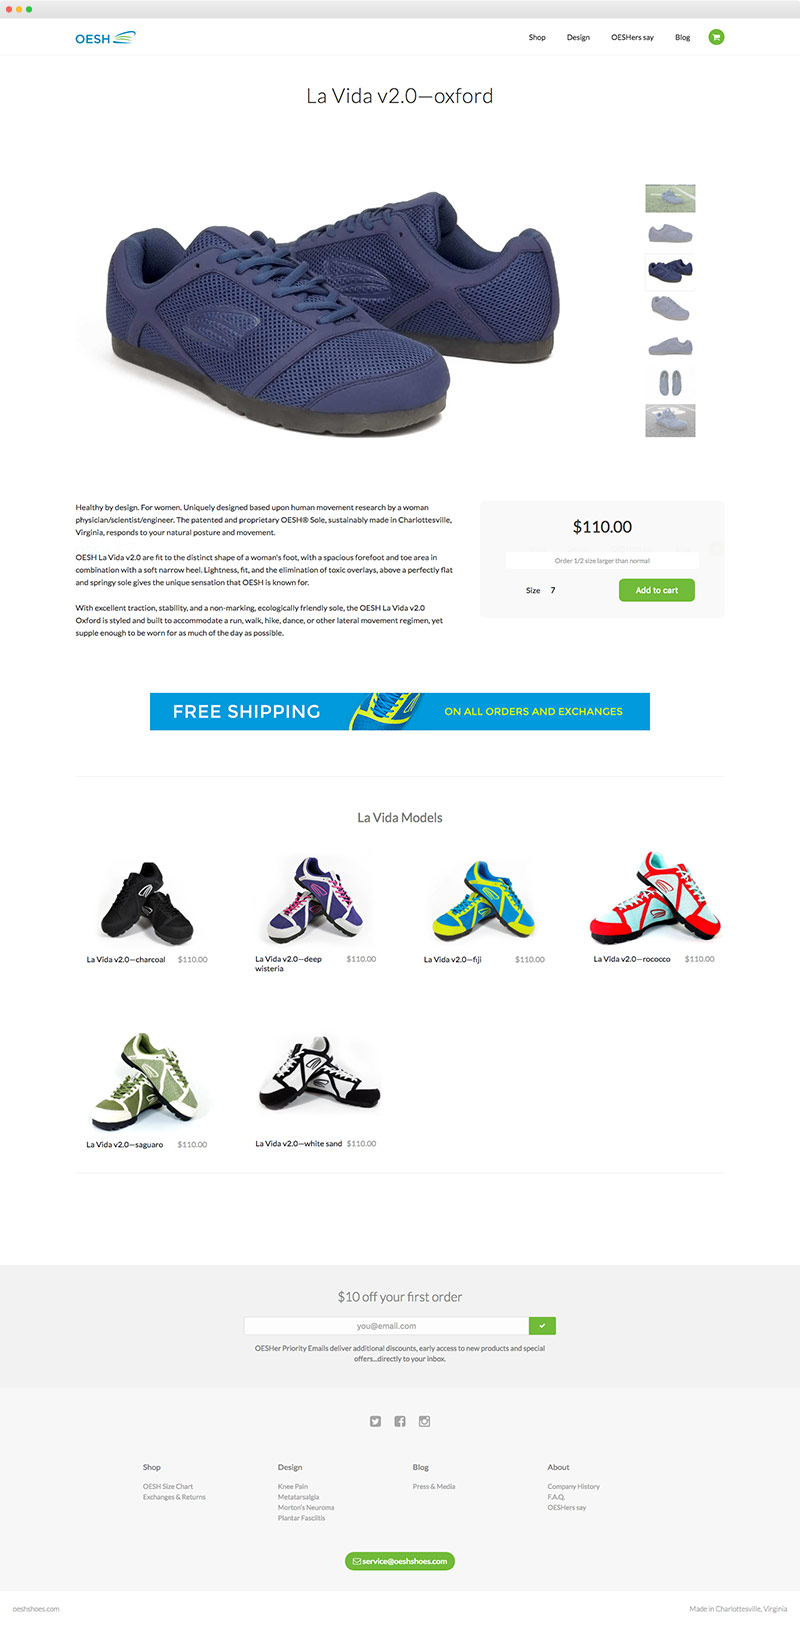 OESH
Shop Design OESHers say Blog
La Vida v2.0—oxford
Healthy by design. For women. Uniquely designed based upon human movement research by a woman
physician/scientist/engineer. The patented and proprietary OESH® Sole, sustainably made in Charlottesville,
Virginia, responds to your natural posture and movement.
OESH La Vida v2.0 are fit to the distinct shape of a woman's foot, with a spacious forefoot and toe area in
combination with a soft narrow heel. Lightness, fit, and the elimination of toxic overlays, above a perfectly flat
and springy sole gives the unique sensation that OESH is known for.
With excellent traction, stability, and a non-marking, ecologically friendly sole, the OESH La Vida v2.0
Oxford is styled and built to accommodate a run, walk, hike, dance, or other lateral movement regimen, yet
supple enough to be worn for as much of the day as possible.
$110.00
Order 1/2 size larger than normal
Size 7 Add to cart
FREE SHIPPING ON ALL ORDERS AND EXCHANGES
La Vida Models
La Vida v2.0—charcoal $110.00
La Vida v2.0—deep $110.00
wisteria
La Vida v2.0—fiji $110.00
La Vida v2.0—rococco $110.00
La Vida v2.0—saguaro $110.00
La Vida v2.0—white sand $110.00
$10 off your first order
you@email.com
OESHer Priority Emails deliver additional discounts, early access to new products and special
offers...directly to your inbox.
Shop
OESH Size Chart
Exchanges & Returns
Design
Knee Pain
Metatarsalgia
Morton's Neuroma
Plantar Fasciitis
Blog
Press & Media
About
Company History
F.A.Q.
OESHers say
service@oeshshoes.com
oeshshoes.com
Made in Charlottesville, Virginia